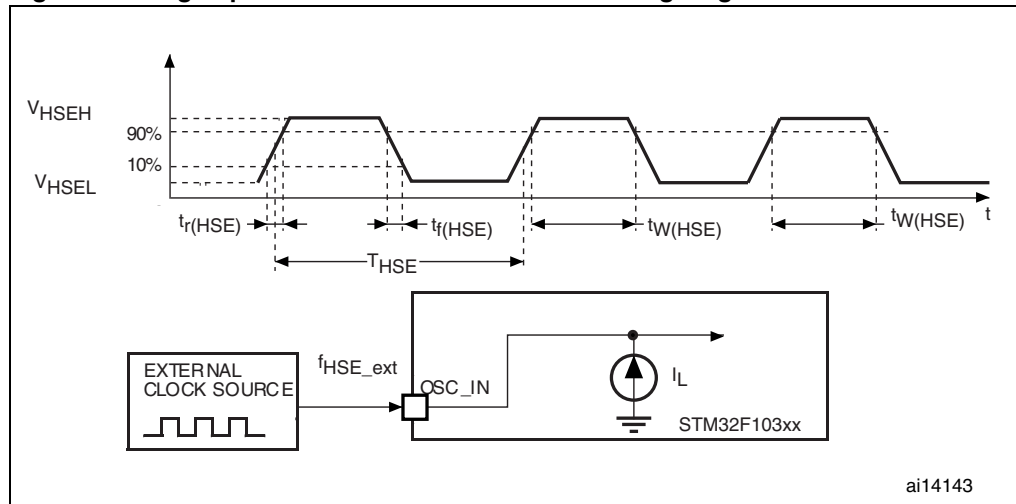 VHSEH
90%
10%
VHSEL
tr(HSE)
tf(HSE)
tW(HSE)
tW(HSE)
t
THSE
EXTERNAL
CLOCK SOURCE
fHSE_ext
OSC_IN
IL
STM32F103xx
ai14143